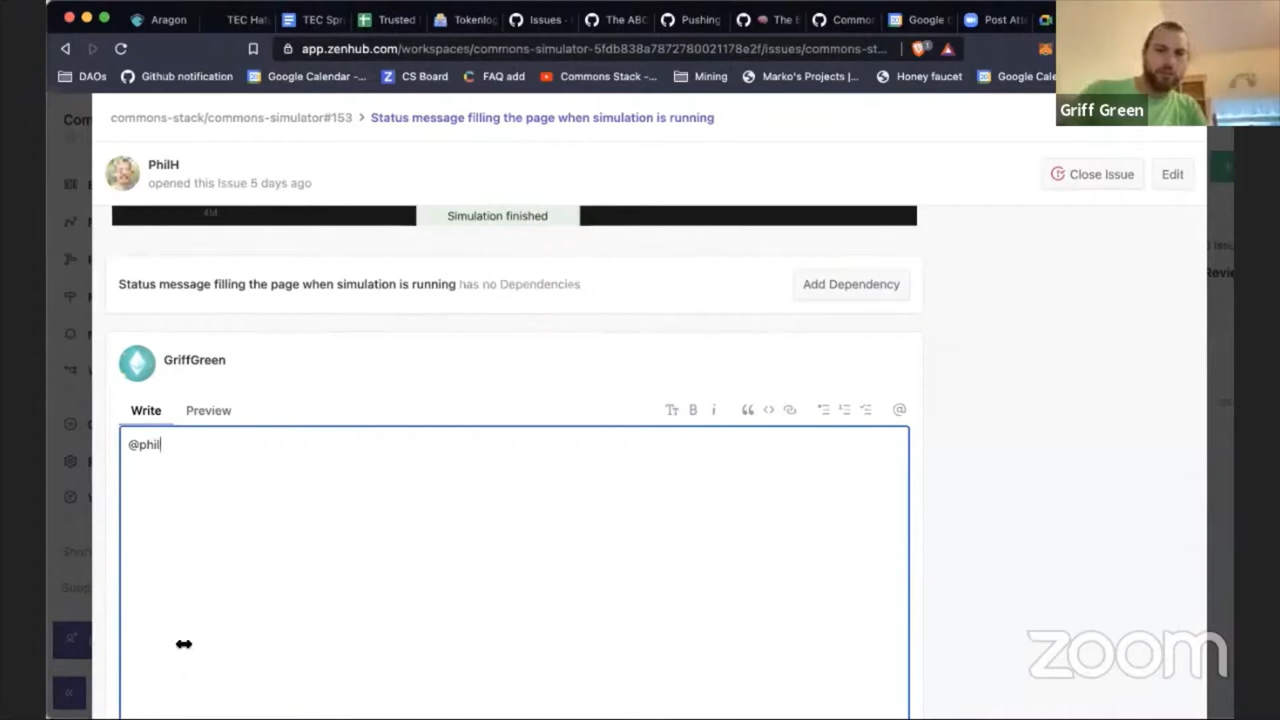 Aragon
TEC Hat
TEC Spr
Trusted
Tokenlog
Issues
The ABC
Pushing
The E
Commo
Google C
Post Att
app.zenhub.com/workspaces/commons-simulator-5fdb838a7872780021178e2f/issues/commons-st...
DAOs
Github notification
Google Calendar -...
CS Board
FAQ add
Commons Stack -...
Mining
Marko's Projects |...
Honey faucet
Google Cale
Griff Green
commons-stack/commons-simulator#153 > Status message filling the page when simulation is running
PhilH
opened this Issue 5 days ago
Close Issue
Edit
4M
Simulation finished
Status message filling the page when simulation is running has no Dependencies
Add Dependency
GriffGreen
Write
Preview
@phil
zoom